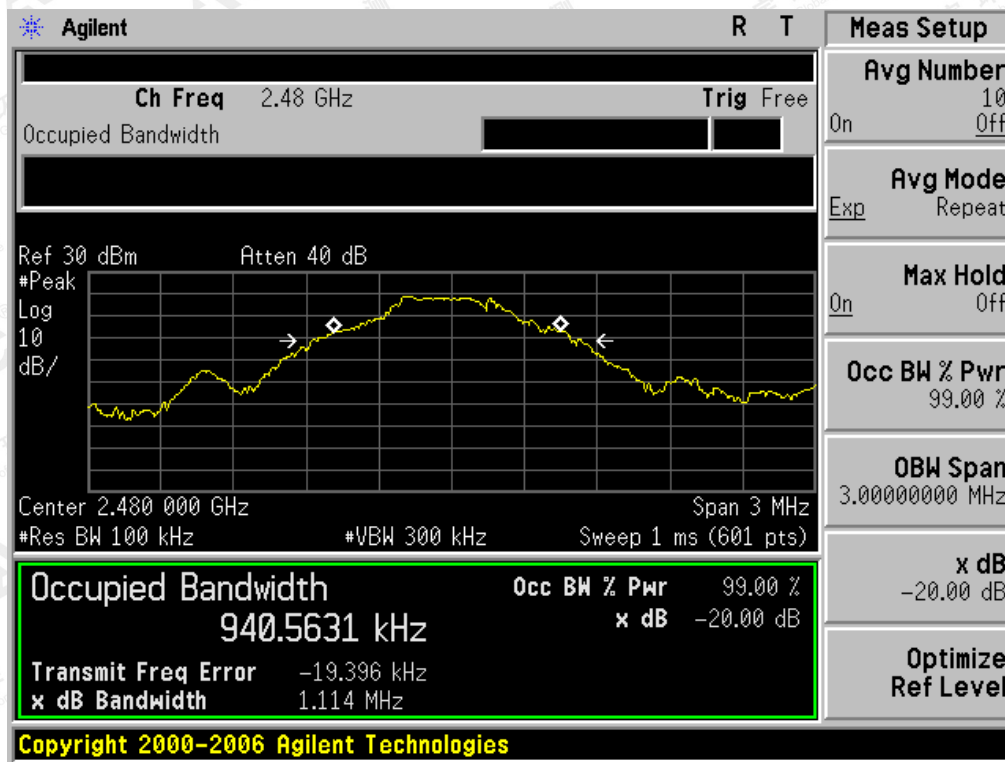 Agilent R T
Ch Freq 2.48 GHz Trig Free
Occupied Bandwidth
Ref 30 dBm Atten 40 dB
#Peak
Log
10
dB/
Center 2.480 000 GHz Span 3 MHz
#Res BW 100 kHz #VBW 300 kHz Sweep 1 ms (601 pts)
Occupied Bandwidth Occ BW % Pwr 99.00 %
940.5631 kHz x dB -20.00 dB
Transmit Freq Error -19.396 kHz
x dB Bandwidth 1.114 MHz
Copyright 2000-2006 Agilent Technologies
Meas Setup
Avg Number
10
On Off
Avg Mode
Exp Repeat
Max Hold
On Off
Occ BW % Pwr
99.00 %
OBW Span
3.00000000 MHz
x dB
-20.00 dB
Optimize
Ref Level